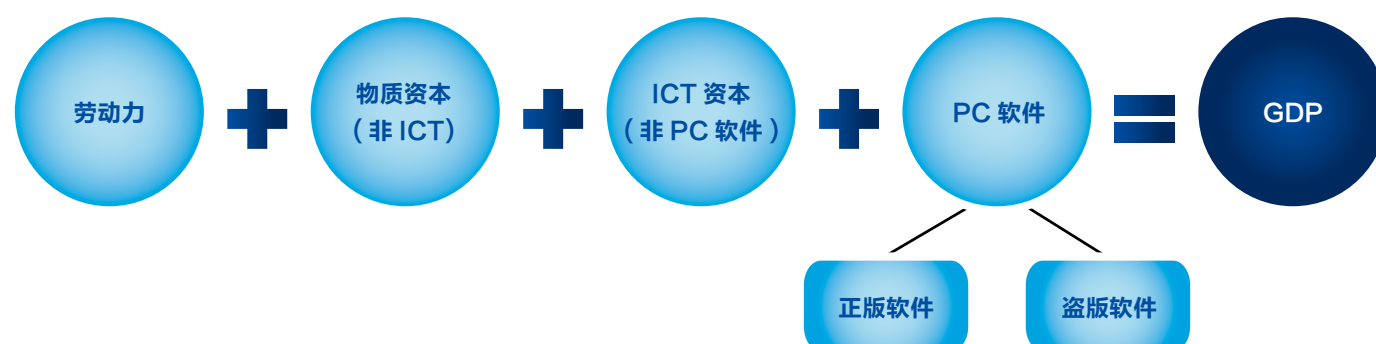 劳动力
物质资本
（非 ICT）
ICT 资本
（非 PC 软件）
PC 软件
GDP
正版软件
盗版软件